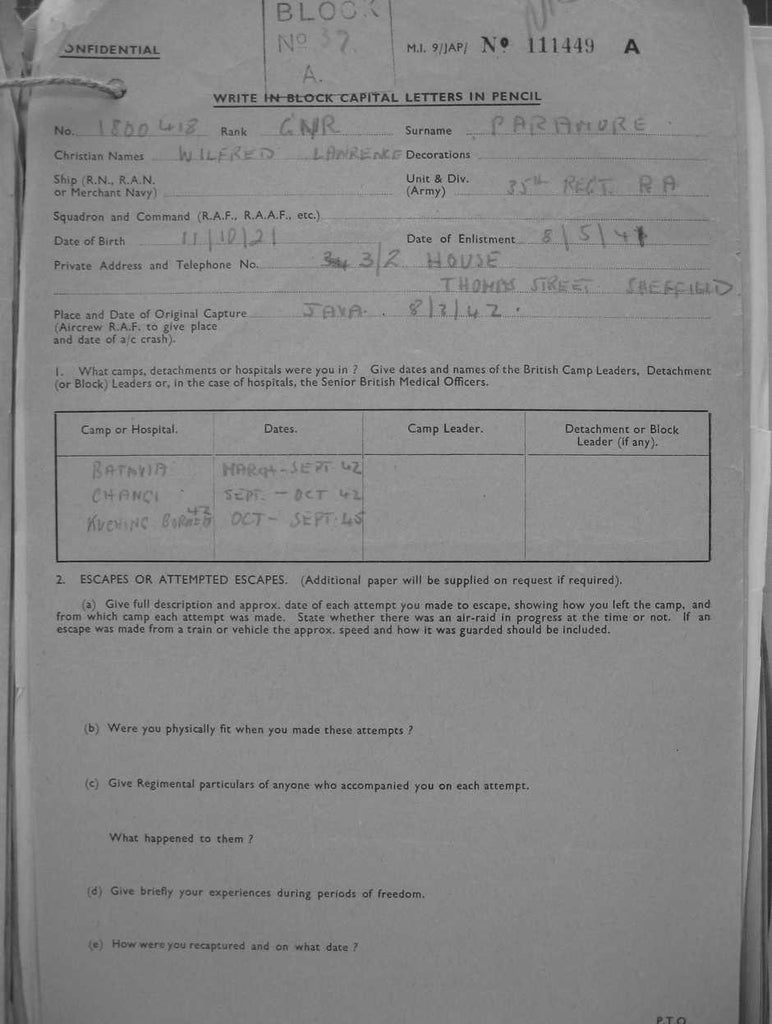 BLOCK
Nº 37.
A.
ONFIDENTIAL
M.I. 9/JAP/ Nº 111449 A
WRITE IN BLOCK CAPITAL LETTERS IN PENCIL
No. 1800418 Rank GNR Surname PARAMORE
Christian Names WILFRED LAWRENCE Decorations
Ship (R.N., R.A.N. or Merchant Navy)
Unit & Div. (Army) 35TH REGT. RA
Squadron and Command (R.A.F., R.A.A.F., etc.)
Date of Birth 11/10/21 Date of Enlistment 8/5/41
Private Address and Telephone No. 3/2 HOUSE
THOMAS STREET SHEFFIELD
Place and Date of Original Capture JAVA. 8/3/42.
(Aircrew R.A.F. to give place
and date of a/c crash).
1. What camps, detachments or hospitals were you in ? Give dates and names of the British Camp Leaders, Detachment
(or Block) Leaders or, in the case of hospitals, the Senior British Medical Officers.
Camp or Hospital. Dates. Camp Leader. Detachment or Block Leader (if any).
BATAVIA MARCH-SEPT 42
CHANGI SEPT. - OCT 42
KUCHING BORNEO 42 OCT - SEPT.45
2. ESCAPES OR ATTEMPTED ESCAPES. (Additional paper will be supplied on request if required).
(a) Give full description and approx. date of each attempt you made to escape, showing how you left the camp, and
from which camp each attempt was made. State whether there was an air-raid in progress at the time or not. If an
escape was made from a train or vehicle the approx. speed and how it was guarded should be included.
(b) Were you physically fit when you made these attempts ?
(c) Give Regimental particulars of anyone who accompanied you on each attempt.
What happened to them ?
(d) Give briefly your experiences during periods of freedom.
(e) How were you recaptured and on what date ?
P.T.O.